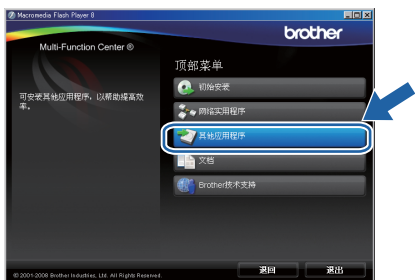 Macromedia Flash Player 8
brother
Multi-Function Center ®
顶部菜单
可安装其他应用程序，以帮助提高效
率。
初始安装
网络实用程序
其他应用程序
文档
Brother技术支持
© 2001-2008 Brother Industries, Ltd. All Rights Reserved.
退回
退出